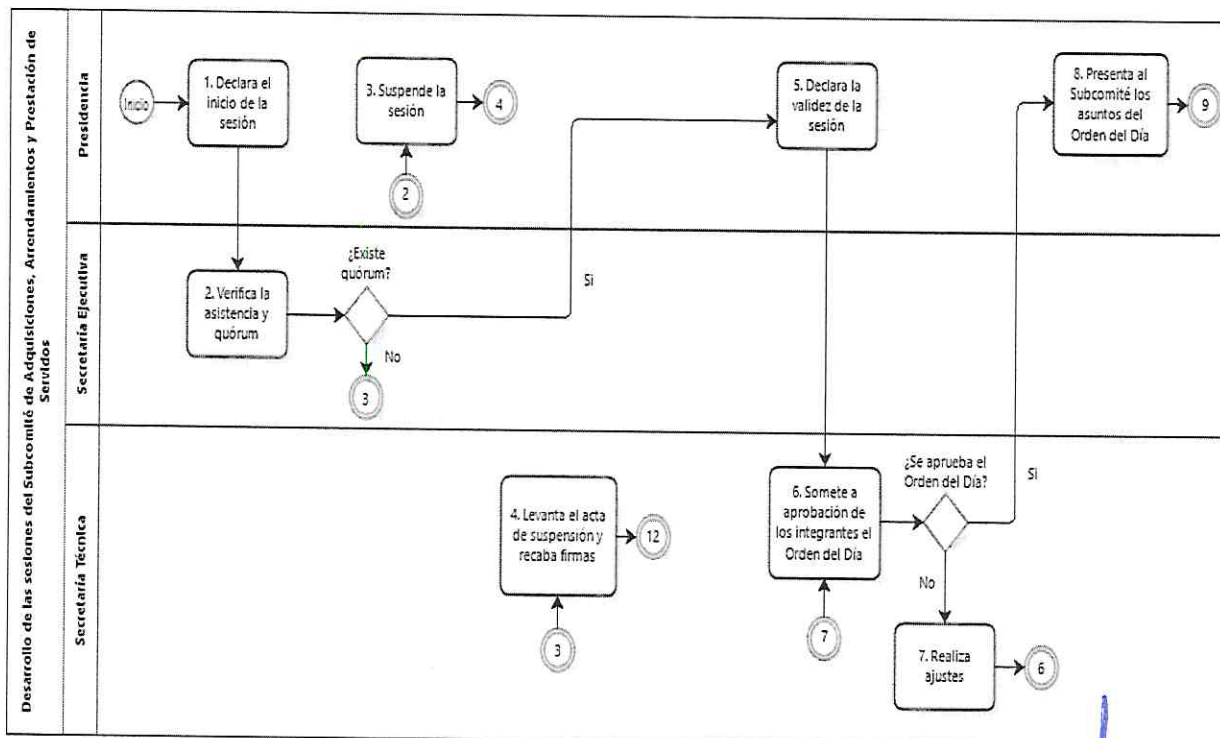 Desarrollo de las sesiones del Subcomité de Adquisiciones, Arrendamientos y Prestación de
Servicios
Presidencia
Inicio
1. Declara el
inicio de la
sesión
3. Suspende la
sesión
4
2
5. Declara la
validez de la
sesión
8. Presenta al
Subcomité los
asuntos del
Orden del Día
9
Secretaría Ejecutiva
2. Verifica la
asistencia y
quórum
¿Existe
quórum?
Si
No
3
Secretaría Técnica
4. Levanta el acta
de suspensión y
recaba firmas
12
3
6. Somete a
aprobación de
los integrantes el
Orden del Día
7
¿Se aprueba el
Orden del Día?
Si
No
7. Realiza
ajustes
6